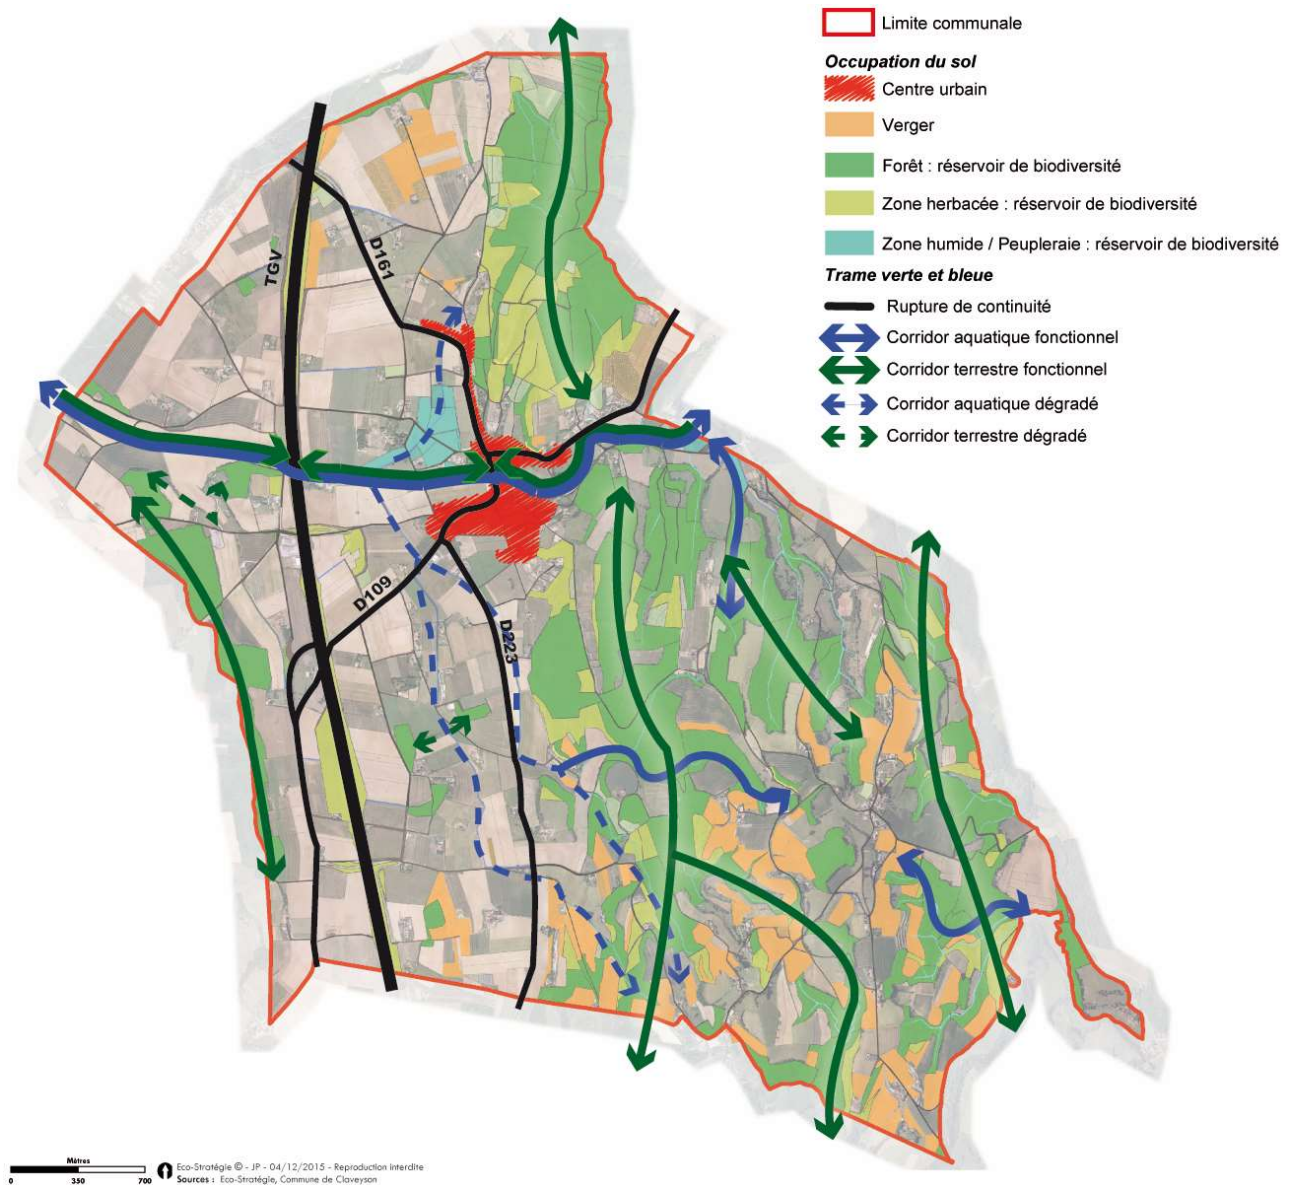 Limite communale
Occupation du sol
Centre urbain
Verger
Forêt : réservoir de biodiversité
Zone herbacée : réservoir de biodiversité
Zone humide / Peupleraie : réservoir de biodiversité
Trame verte et bleue
Rupture de continuité
Corridor aquatique fonctionnel
Corridor terrestre fonctionnel
Corridor aquatique dégradé
Corridor terrestre dégradé
TGV
D161
D109
D223
Mètres
0 350 700
Eco-Stratégie © - JP - 04/12/2015 - Reproduction interdite
Sources : Eco-Stratégie, Commune de Claveyson